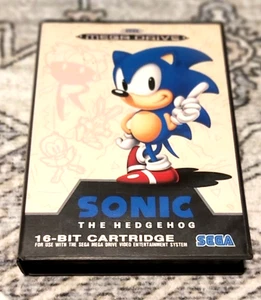 MEGA DRIVE
SONIC
THE HEDGEHOG
16-BIT CARTRIDGE
FOR USE WITH THE SEGA MEGA DRIVE VIDEO ENTERTAINMENT SYSTEM
SEGA